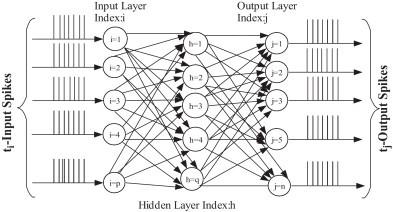 Input Layer
Index:i
Output Layer
Index:j
tᵢ-Input Spikes
i=1
i=2
i=3
i=4
i=p
h=1
h=2
h=3
h=4
h=q
j=1
j=2
j=3
j=5
j=n
tⱼ-Output Spikes
Hidden Layer Index:h